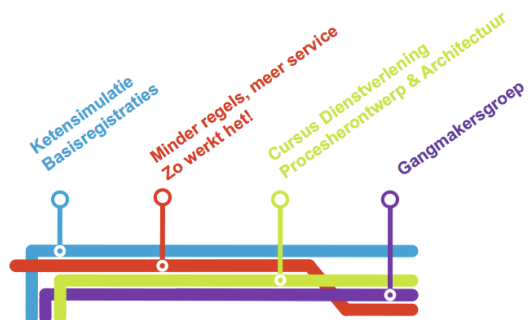 Ketensimulatie
Basisregistraties
Minder regels, meer service
Zo werkt het!
Cursus Dienstverlening
Procesherontwerp & Architectuur
Gangmakersgroep